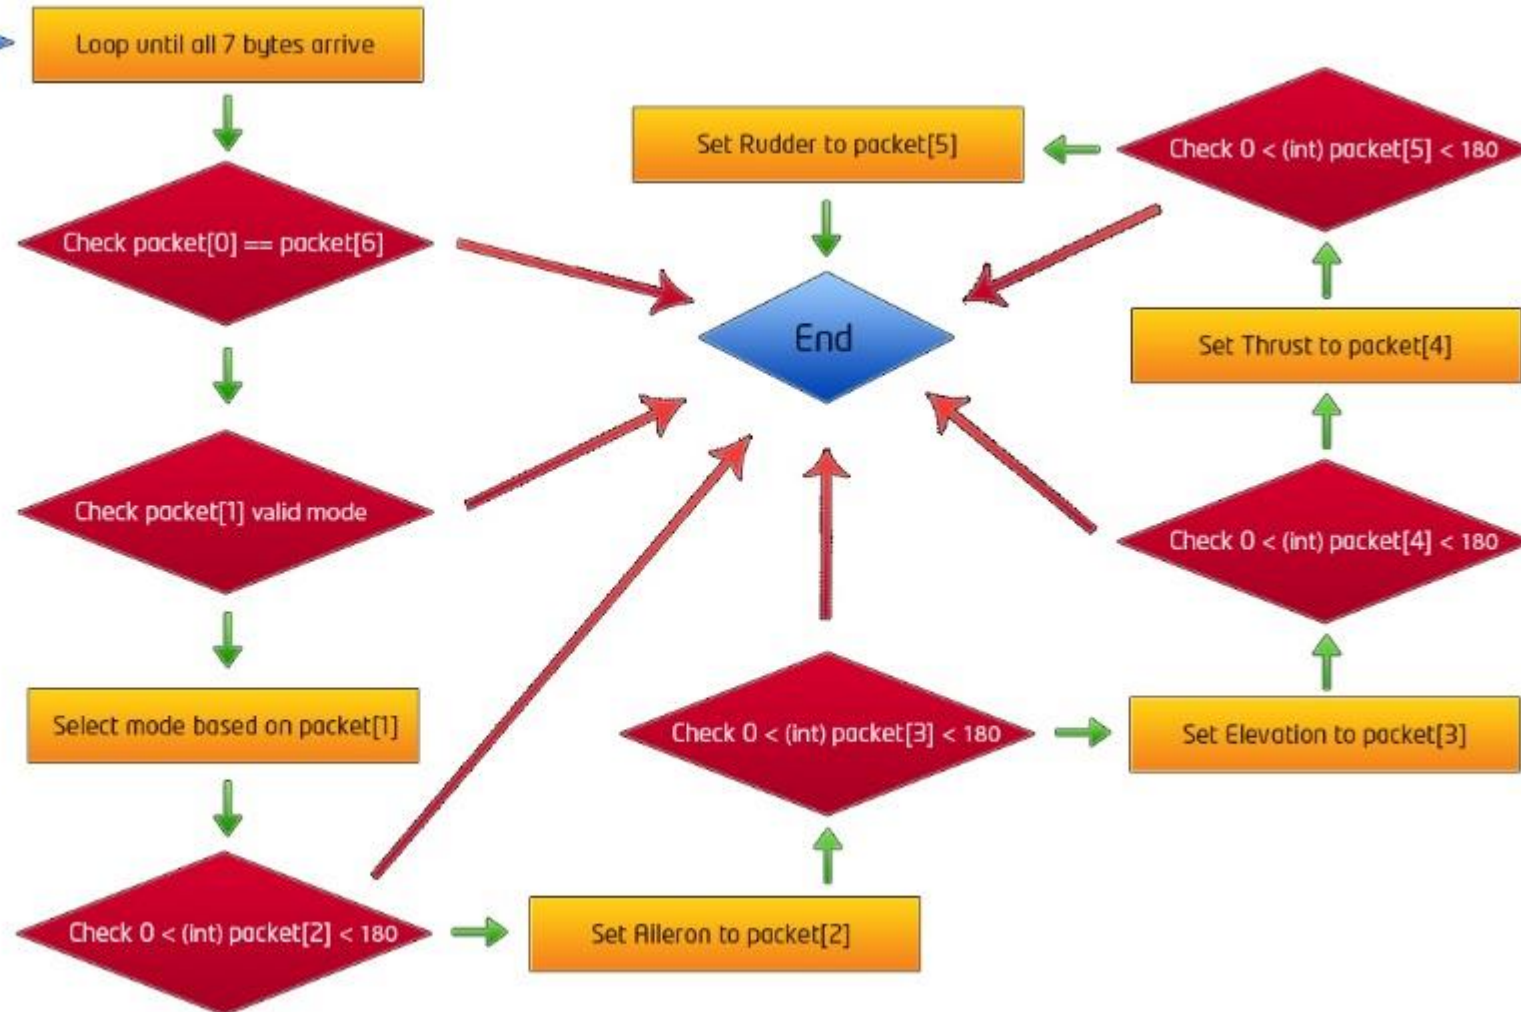 Loop until all 7 bytes arrive
Check packet[0] == packet[6]
Check packet[1] valid mode
Select mode based on packet[1]
Check 0 < (int) packet[2] < 180
Set Aileron to packet[2]
Check 0 < (int) packet[3] < 180
Set Elevation to packet[3]
Check 0 < (int) packet[4] < 180
Set Thrust to packet[4]
Check 0 < (int) packet[5] < 180
Set Rudder to packet[5]
End